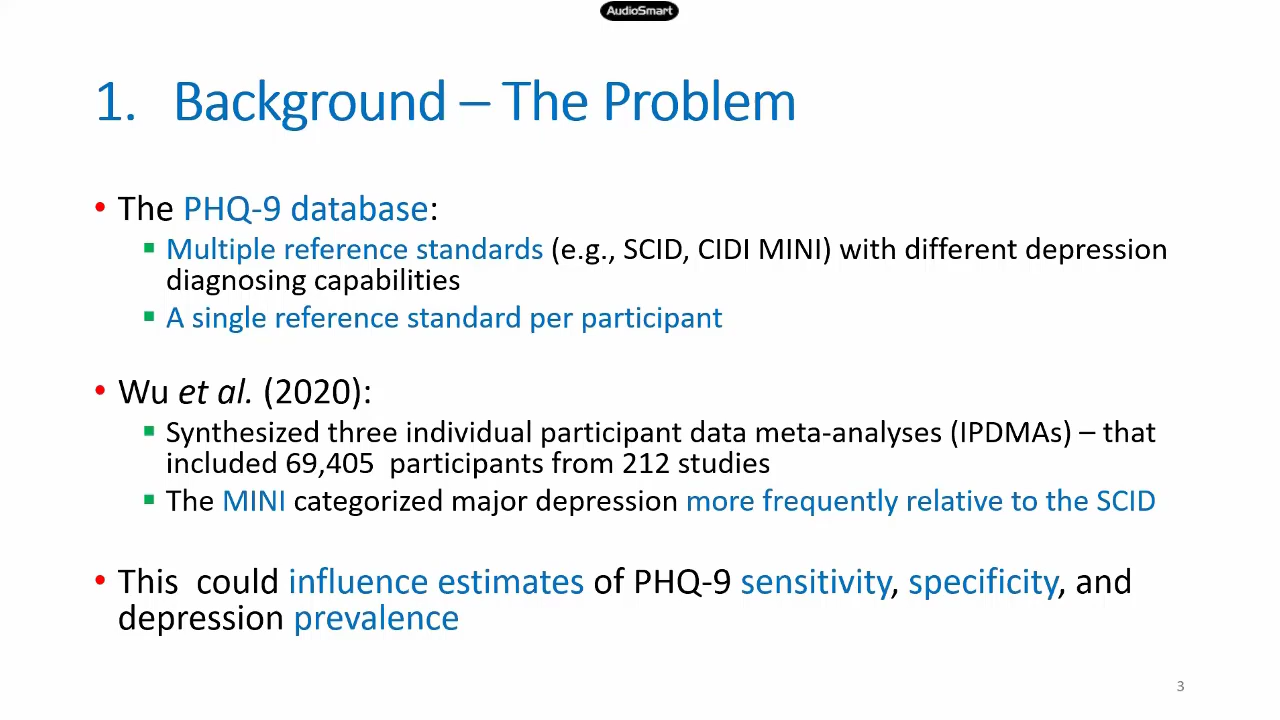 AudioSmart
1. Background – The Problem
• The PHQ-9 database:
▪ Multiple reference standards (e.g., SCID, CIDI MINI) with different depression
diagnosing capabilities
▪ A single reference standard per participant
• Wu et al. (2020):
▪ Synthesized three individual participant data meta-analyses (IPDMAs) – that
included 69,405  participants from 212 studies
▪ The MINI categorized major depression more frequently relative to the SCID
• This  could influence estimates of PHQ-9 sensitivity, specificity, and
depression prevalence
3